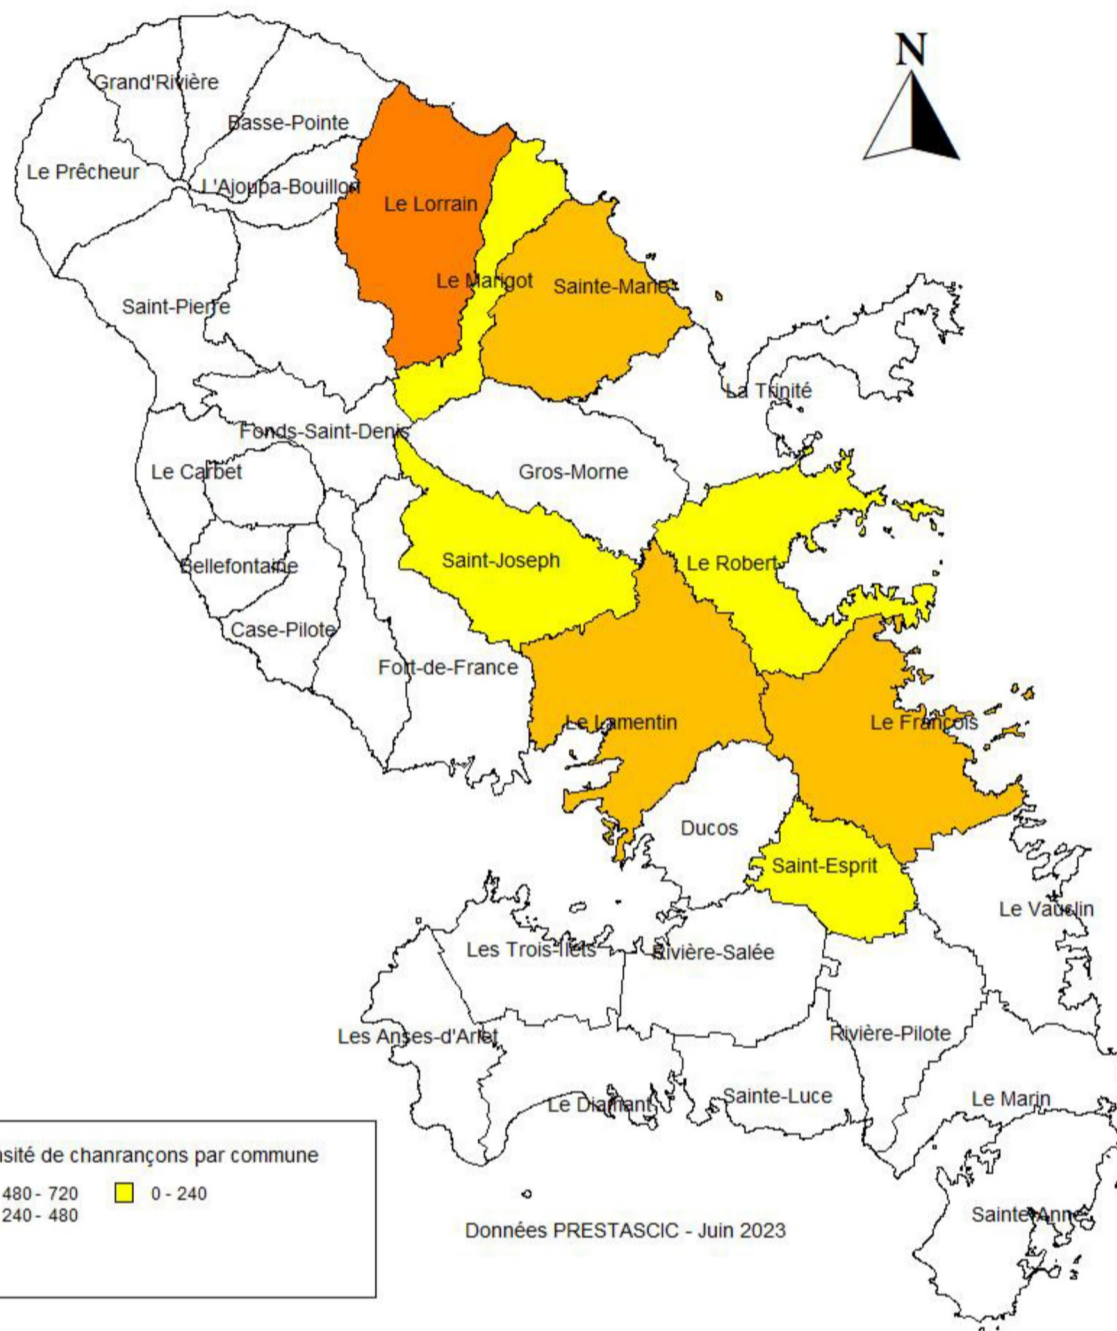 N
Grand'Rivière
Basse-Pointe
Le Prêcheur
L'Ajoupa-Bouillon
Le Lorrain
Le Marigot
Sainte-Marie
Saint-Pierre
La Trinité
Fonds-Saint-Denis
Le Carbet
Gros-Morne
Saint-Joseph
Le Robert
Bellefontaine
Case-Pilote
Fort-de-France
Le Lamentin
Le François
Ducos
Saint-Esprit
Le Vauclin
Les Trois-Ilets
Rivière-Salée
Les Anses-d'Arlet
Rivière-Pilote
Le Diamant
Sainte-Luce
Le Marin
Sainte-Anne
nsité de chanrançons par commune
480 - 720 0 - 240
240 - 480
Données PRESTASCIC - Juin 2023